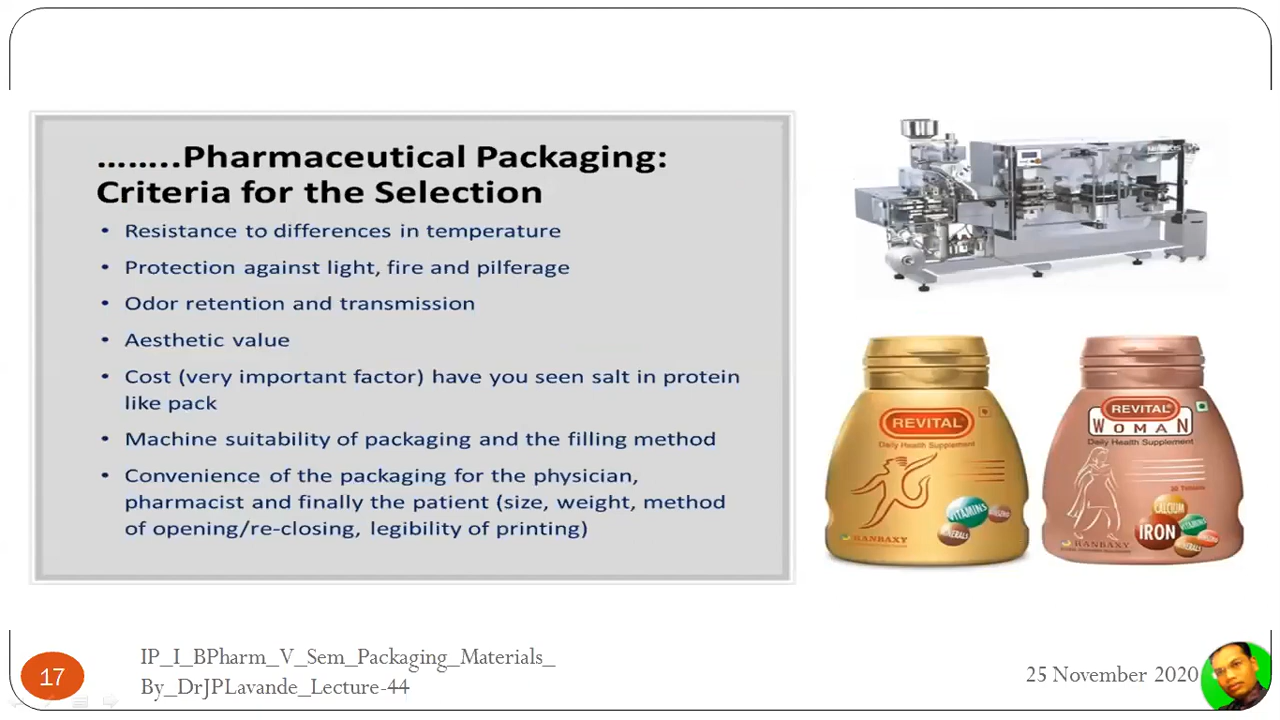 ........Pharmaceutical Packaging:
Criteria for the Selection
• Resistance to differences in temperature
• Protection against light, fire and pilferage
• Odor retention and transmission
• Aesthetic value
• Cost (very important factor) have you seen salt in protein
like pack
• Machine suitability of packaging and the filling method
• Convenience of the packaging for the physician,
pharmacist and finally the patient (size, weight, method
of opening/re-closing, legibility of printing)
REVITAL
Daily Health Supplement
VITAMINS
MINERALS
RANBAXY
REVITAL
WOMAN
Daily Health Supplement
30 Tablets
CALCIUM
IRON
VITAMINS
MINERALS
RANBAXY
17
IP_I_BPharm_V_Sem_Packaging_Materials_
By_DrJPLavande_Lecture-44
25 November 2020